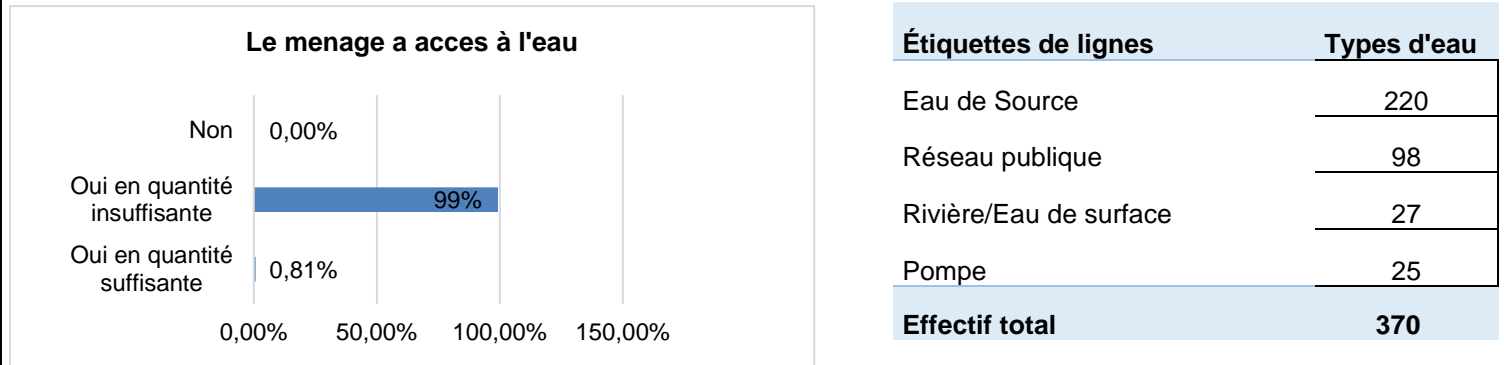 Le menage a acces à l'eau
Non
0,00%
Oui en quantité
insuffisante
99%
Oui en quantité
suffisante
0,81%
0,00%
50,00%
100,00%
150,00%
Étiquettes de lignes Types d'eau
Eau de Source 220
Réseau publique 98
Rivière/Eau de surface 27
Pompe 25
Effectif total 370